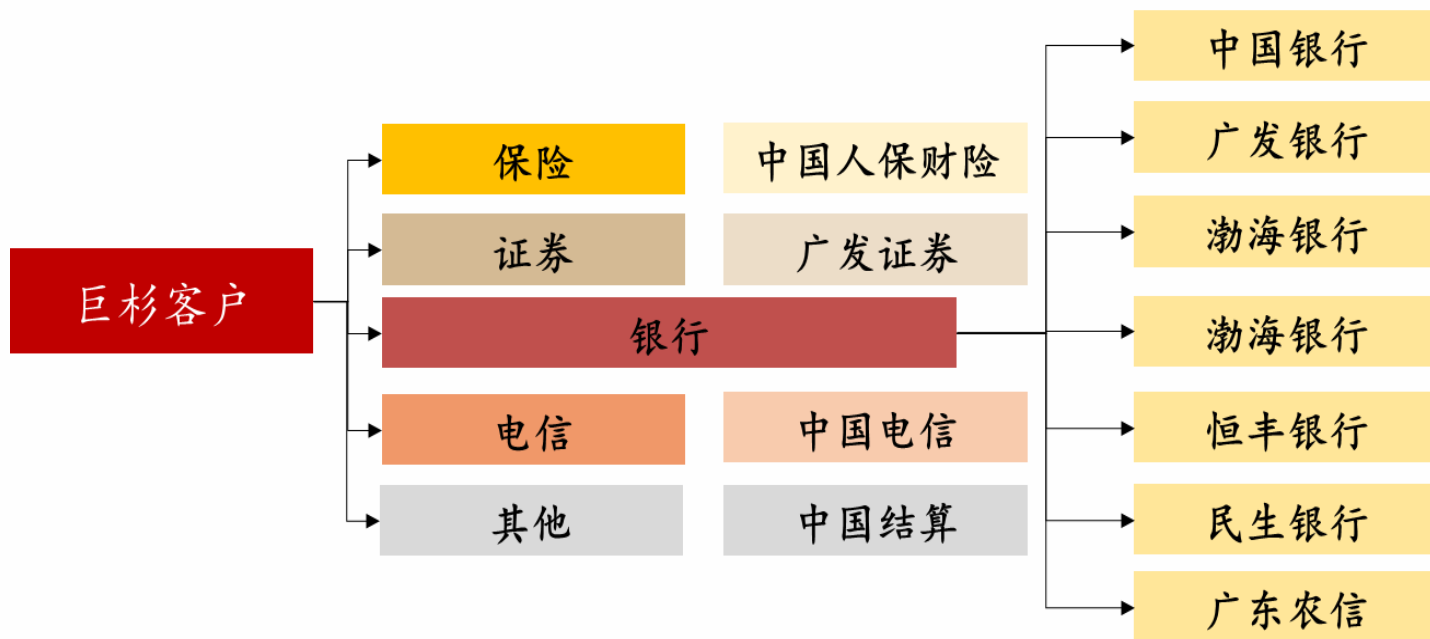 巨杉客户
保险
中国人保财险
证券
广发证券
银行
电信
中国电信
其他
中国结算
中国银行
广发银行
渤海银行
渤海银行
恒丰银行
民生银行
广东农信